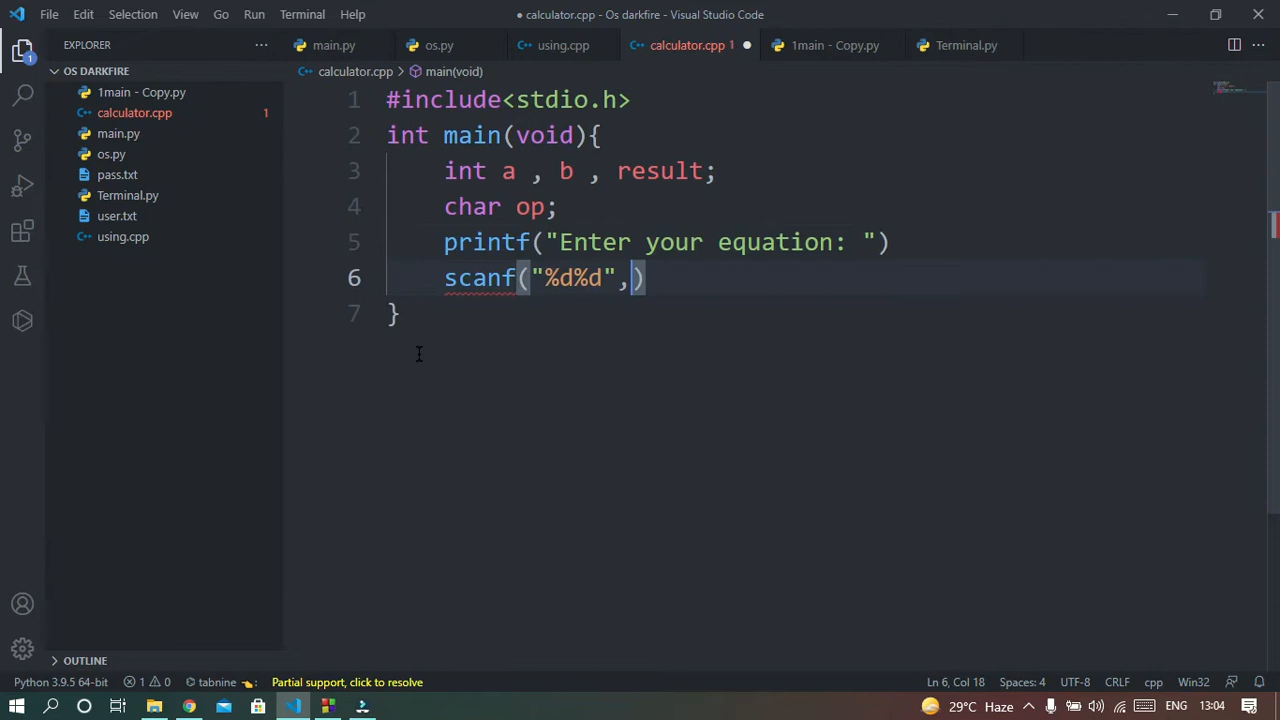 File Edit Selection View Go Run Terminal Help
● calculator.cpp - Os darkfire - Visual Studio Code
EXPLORER
main.py
os.py
using.cpp
calculator.cpp 1
1main - Copy.py
Terminal.py
OS DARKFIRE
1main - Copy.py
calculator.cpp 1
main.py
os.py
pass.txt
Terminal.py
user.txt
using.cpp
OUTLINE
1
calculator.cpp > main(void)
1 #include<stdio.h>
2 int main(void){
3 int a , b , result;
4 char op;
5 printf("Enter your equation: ")
6 scanf("%d%d",)
7 }
Python 3.9.5 64-bit 1 0 tabnine 👈: Partial support, click to resolve Ln 6, Col 18 Spaces: 4 UTF-8 CRLF cpp Win32
29°C Haze ENG 13:04